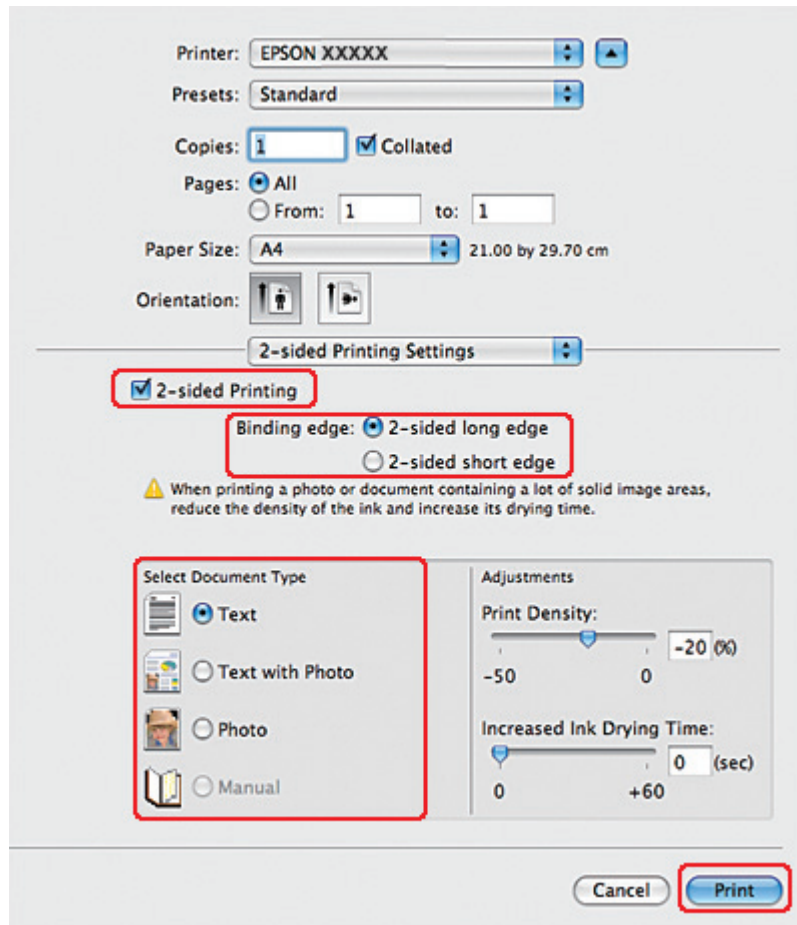 Printer: EPSON XXXXX
Presets: Standard
Copies: 1 Collated
Pages: All
From: 1 to: 1
Paper Size: A4 21.00 by 29.70 cm
Orientation:
2-sided Printing Settings
2-sided Printing
Binding edge: 2-sided long edge
2-sided short edge
When printing a photo or document containing a lot of solid image areas,
reduce the density of the ink and increase its drying time.
Select Document Type
Text
Text with Photo
Photo
Manual
Adjustments
Print Density:
-20 (%)
-50 0
Increased Ink Drying Time:
0 (sec)
0 +60
Cancel Print